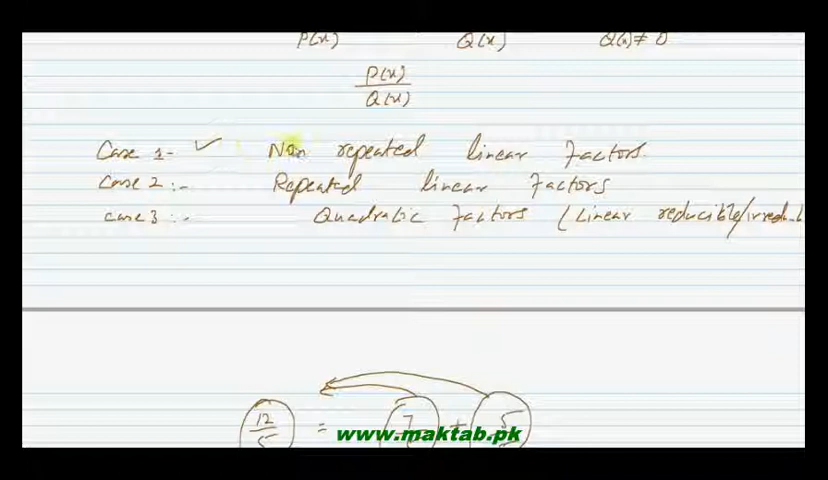 P(x) Q(x) Q(x) ≠ 0
P(x)
Q(x)
Case 1- ✓ Non repeated linear Factors.
Case 2 :- Repeated linear Factors
case 3 :- Quadratic Factors (Linear reducible/
12 = 7 + 5
5
www.maktab.pk